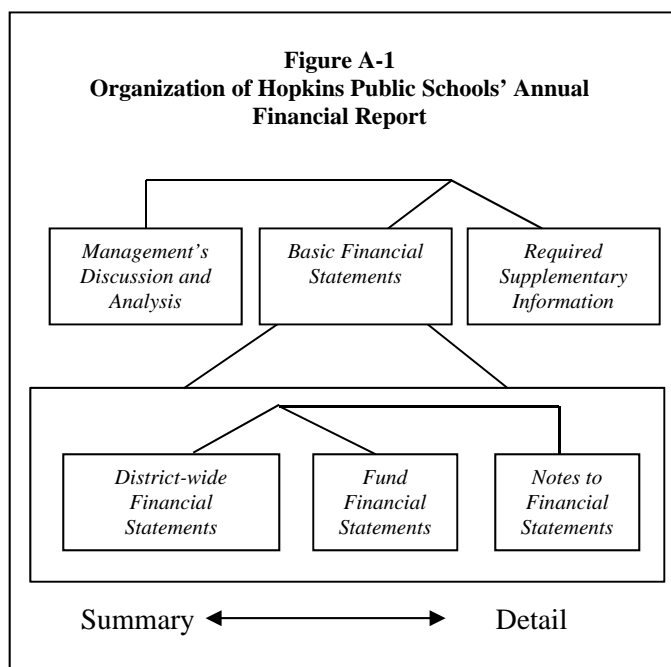 Figure A-1
Organization of Hopkins Public Schools’ Annual
Financial Report
Management’s
Discussion and
Analysis
Basic Financial
Statements
Required
Supplementary
Information
District-wide
Financial
Statements
Fund
Financial
Statements
Notes to
Financial
Statements
Summary
Detail